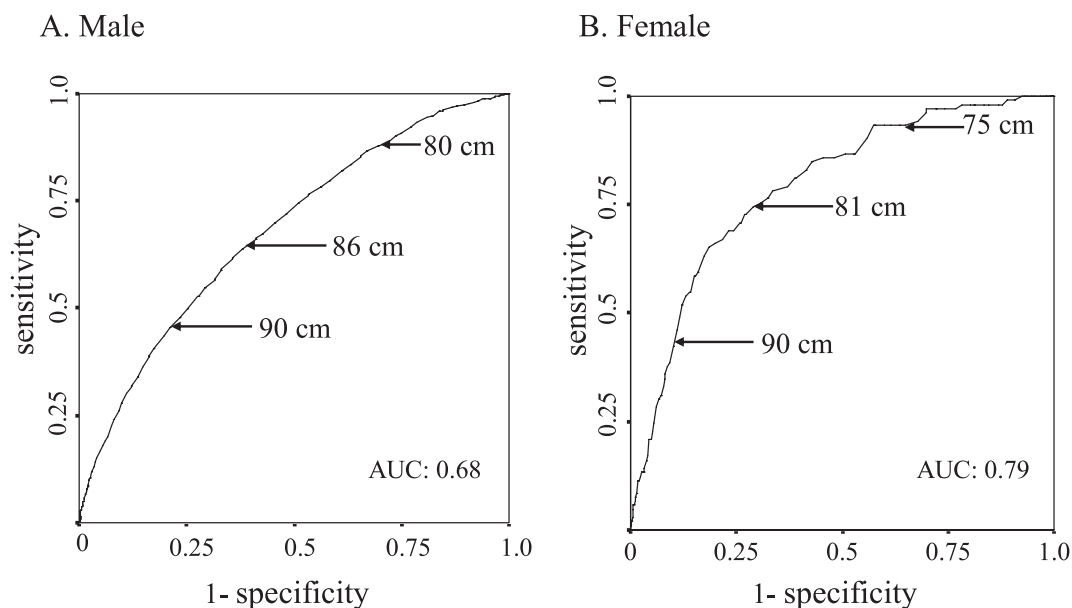 A. Male
1.0
0.75
0.5
0.25
sensitivity
80 cm
86 cm
90 cm
AUC: 0.68
0
0.25
0.5
0.75
1.0
1- specificity
B. Female
1.0
0.75
0.5
0.25
sensitivity
75 cm
81 cm
90 cm
AUC: 0.79
0
0.25
0.5
0.75
1.0
1- specificity